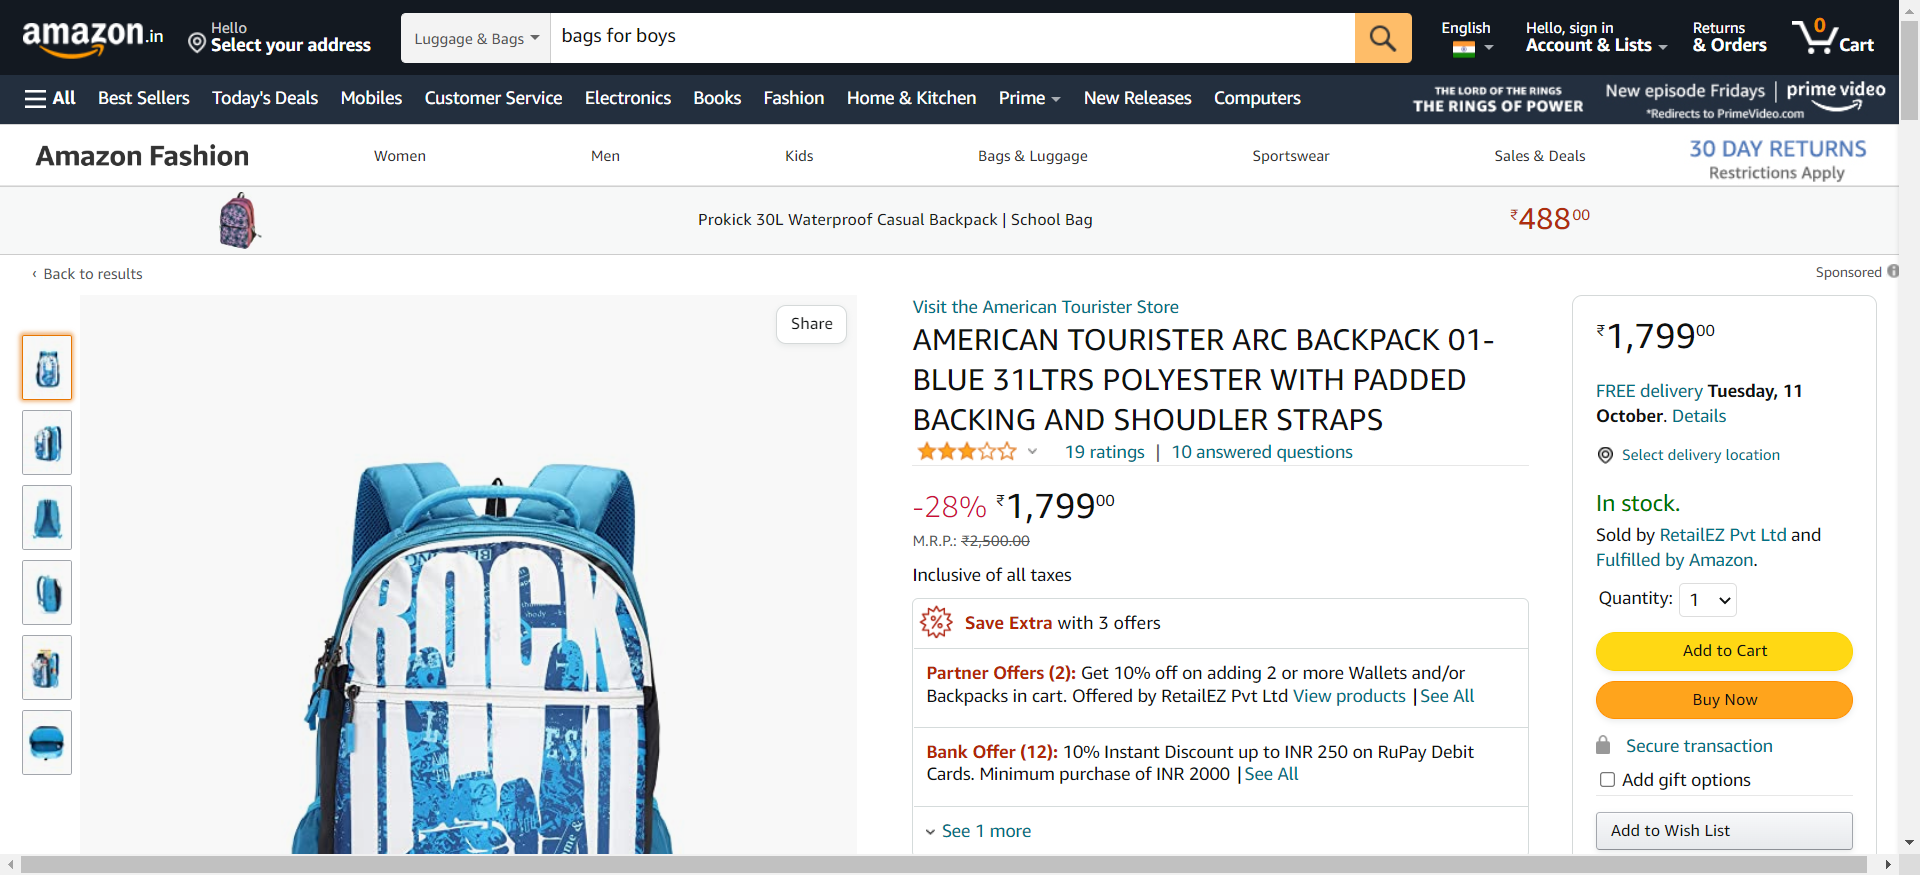 amazon.in
Hello
Select your address
Luggage & Bags
bags for boys
English
Hello, sign in
Account & Lists
Returns
& Orders
0
Cart
All
Best Sellers
Today's Deals
Mobiles
Customer Service
Electronics
Books
Fashion
Home & Kitchen
Prime
New Releases
Computers
THE LORD OF THE RINGS
THE RINGS OF POWER
New episode Fridays
prime video
*Redirects to PrimeVideo.com
Amazon Fashion
Women
Men
Kids
Bags & Luggage
Sportswear
Sales & Deals
30 DAY RETURNS
Restrictions Apply
Prokick 30L Waterproof Casual Backpack | School Bag
₹48800
‹ Back to results
Sponsored
Share
ROCK
Visit the American Tourister Store
AMERICAN TOURISTER ARC BACKPACK 01-
BLUE 31LTRS POLYESTER WITH PADDED
BACKING AND SHOUDLER STRAPS
19 ratings | 10 answered questions
-28% ₹1,79900
M.R.P.: ₹2,500.00
Inclusive of all taxes
Save Extra with 3 offers
Partner Offers (2): Get 10% off on adding 2 or more Wallets and/or
Backpacks in cart. Offered by RetailEZ Pvt Ltd View products | See All
Bank Offer (12): 10% Instant Discount up to INR 250 on RuPay Debit
Cards. Minimum purchase of INR 2000 | See All
See 1 more
₹1,79900
FREE delivery Tuesday, 11
October. Details
Select delivery location
In stock.
Sold by RetailEZ Pvt Ltd and
Fulfilled by Amazon.
Quantity: 1
Add to Cart
Buy Now
Secure transaction
Add gift options
Add to Wish List